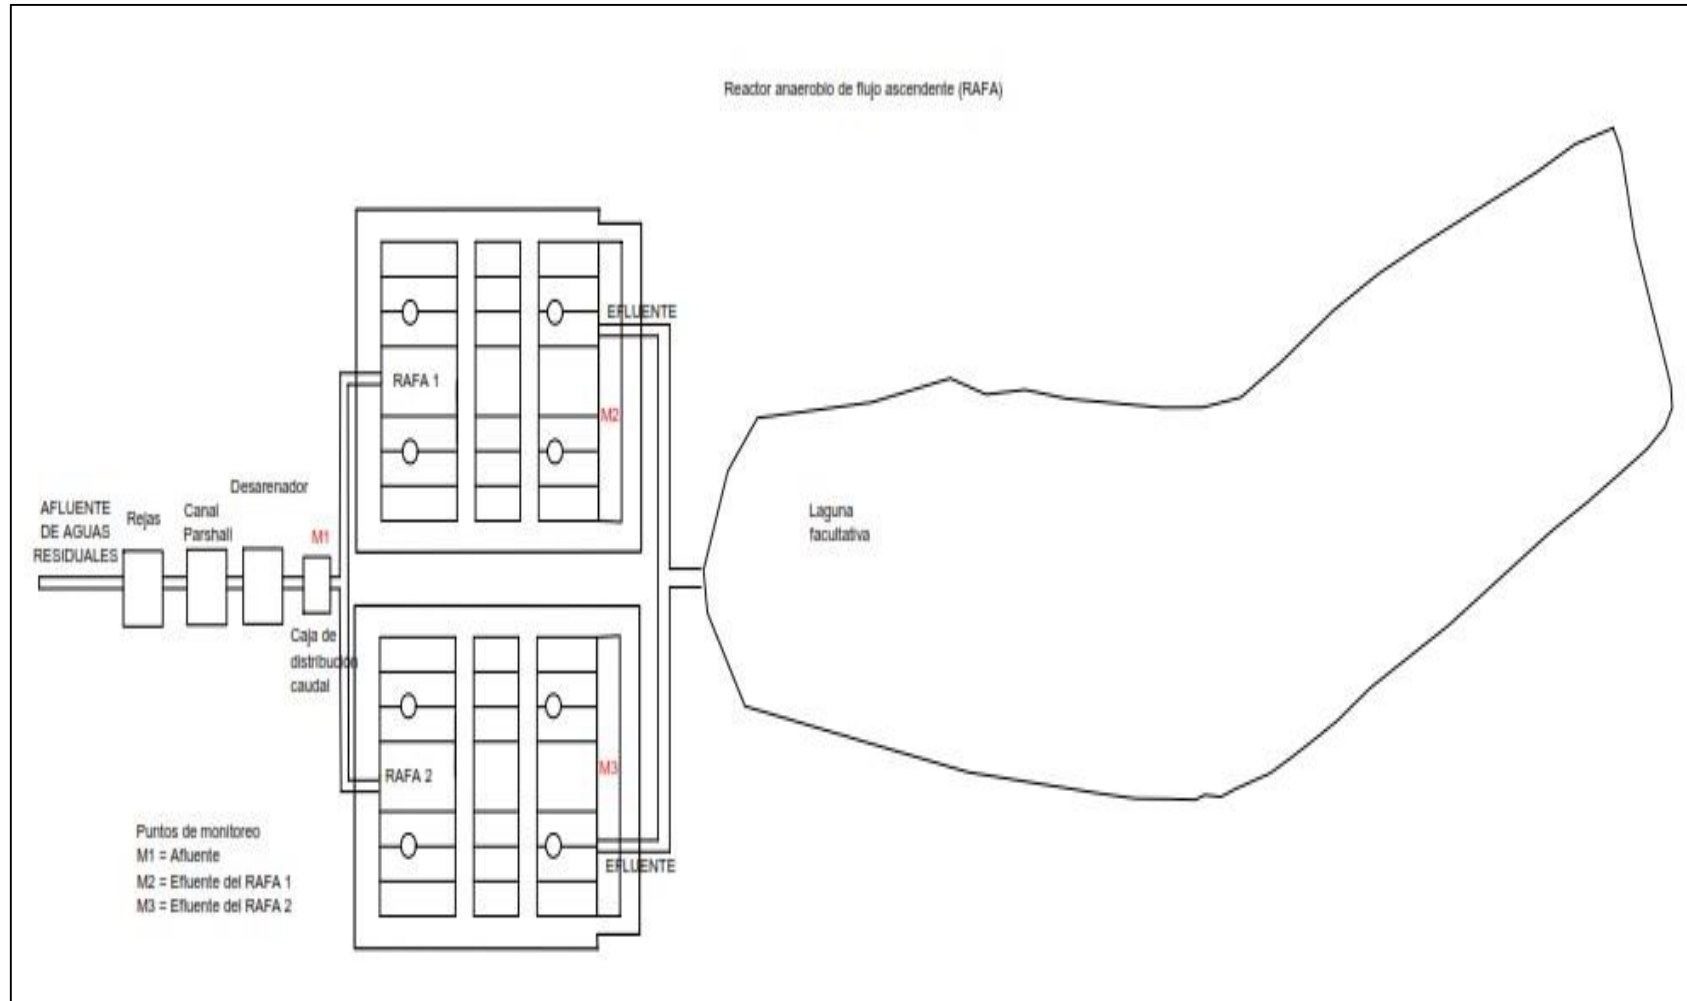 Reactor anaerobio de flujo ascendente (RAFA)
EFLUENTE
RAFA 1
M2
AFLUENTE
DE AGUAS
RESIDUALES
Rejas
Canal
Parshall
Desarenador
M1
Laguna
facultativa
Caja de
distribución
caudal
RAFA 2
M3
EFLUENTE
Puntos de monitoreo
M1 = Afluente
M2 = Efluente del RAFA 1
M3 = Efluente del RAFA 2